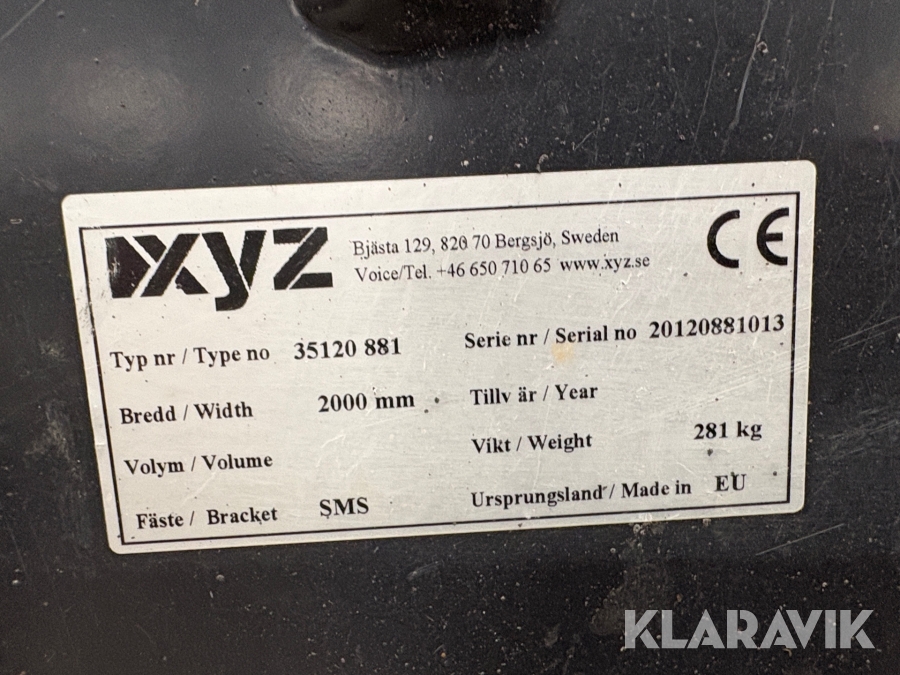 XYZ
Bjästa 129, 820 70 Bergsjö, Sweden
Voice/Tel. +46 650 710 65 www.xyz.se
CE
Typ nr / Type no 35120 881
Serie nr / Serial no 20120881013
Bredd / Width 2000 mm
Tillv är / Year
Volym / Volume
Vikt / Weight 281 kg
Fäste / Bracket SMS
Ursprungsland / Made in EU
KLARAVIK